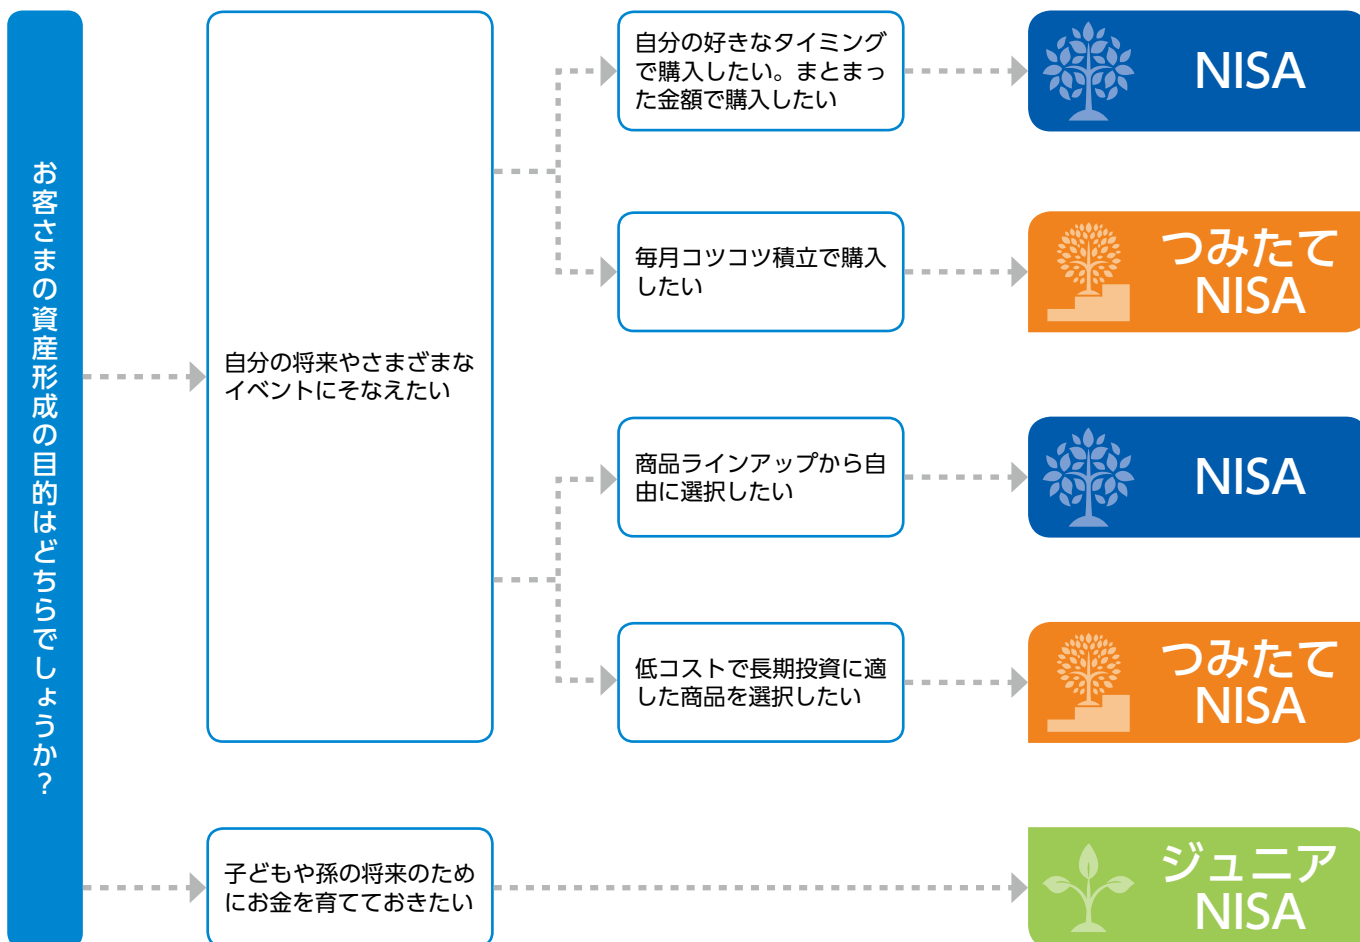 お客さまの資産形成の目的はどちらでしょうか？
自分の将来やさまざまな
イベントにそなえたい
自分の好きなタイミング
で購入したい。まとまっ
た金額で購入したい
NISA
毎月コツコツ積立で購入
したい
つみたて
NISA
商品ラインアップから自
由に選択したい
NISA
低コストで長期投資に適
した商品を選択したい
つみたて
NISA
子どもや孫の将来のため
にお金を育てておきたい
ジュニア
NISA